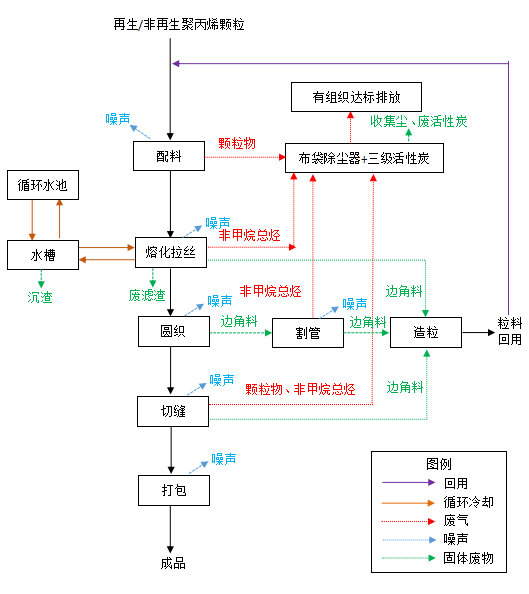 再生/非再生聚丙烯颗粒
有组织达标排放
噪声
颗粒物
收集尘、废活性炭
配料
布袋除尘器+三级活性炭
循环水池
噪声
非甲烷总烃
水槽
熔化拉丝
沉渣
废滤渣
非甲烷总烃
边角料
噪声
噪声
圆织
边角料
割管
边角料
造粒
粒料
回用
噪声
颗粒物、非甲烷总烃
边角料
切缝
噪声
打包
成品
图例
回用
循环冷却
废气
噪声
固体废物